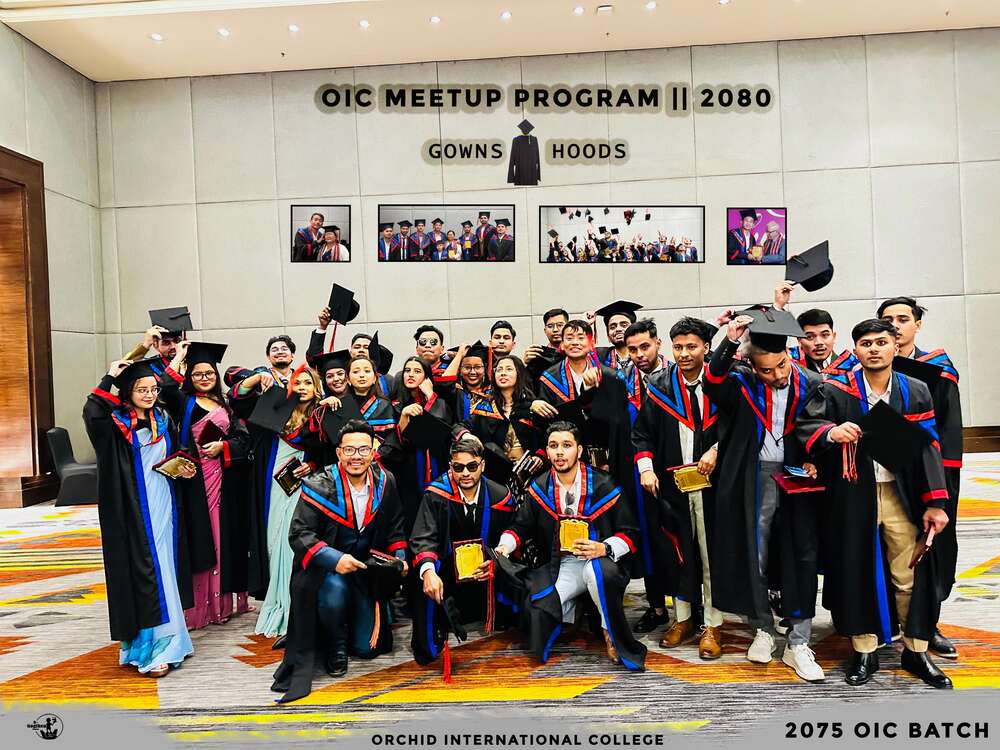 OIC MEETUP PROGRAM || 2080
GOWNS HOODS
ORCHID INTERNATIONAL COLLEGE
2075 OIC BATCH